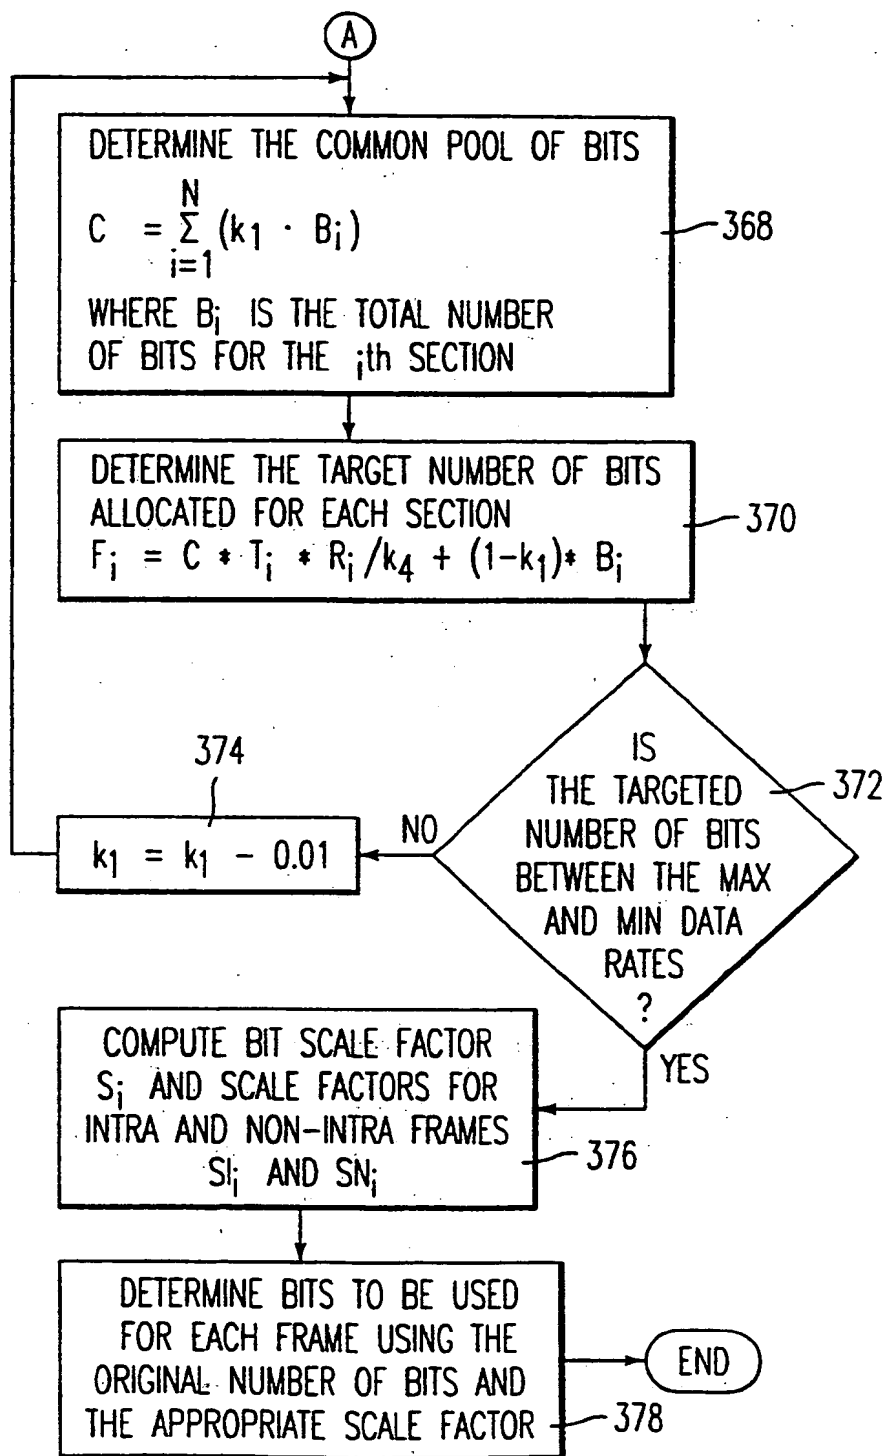 A
DETERMINE THE COMMON POOL OF BITS
C = N Σ i=1 (k1 · Bi)
WHERE Bi IS THE TOTAL NUMBER
OF BITS FOR THE ith SECTION
368
DETERMINE THE TARGET NUMBER OF BITS
ALLOCATED FOR EACH SECTION
Fi = C * Ti * Ri/k4 + (1-k1)* Bi
370
IS
THE TARGETED
NUMBER OF BITS
BETWEEN THE MAX
AND MIN DATA
RATES
?
372
NO
374
k1 = k1 - 0.01
YES
COMPUTE BIT SCALE FACTOR
Si AND SCALE FACTORS FOR
INTRA AND NON-INTRA FRAMES
SIi AND SNi
376
DETERMINE BITS TO BE USED
FOR EACH FRAME USING THE
ORIGINAL NUMBER OF BITS AND
THE APPROPRIATE SCALE FACTOR
378
END